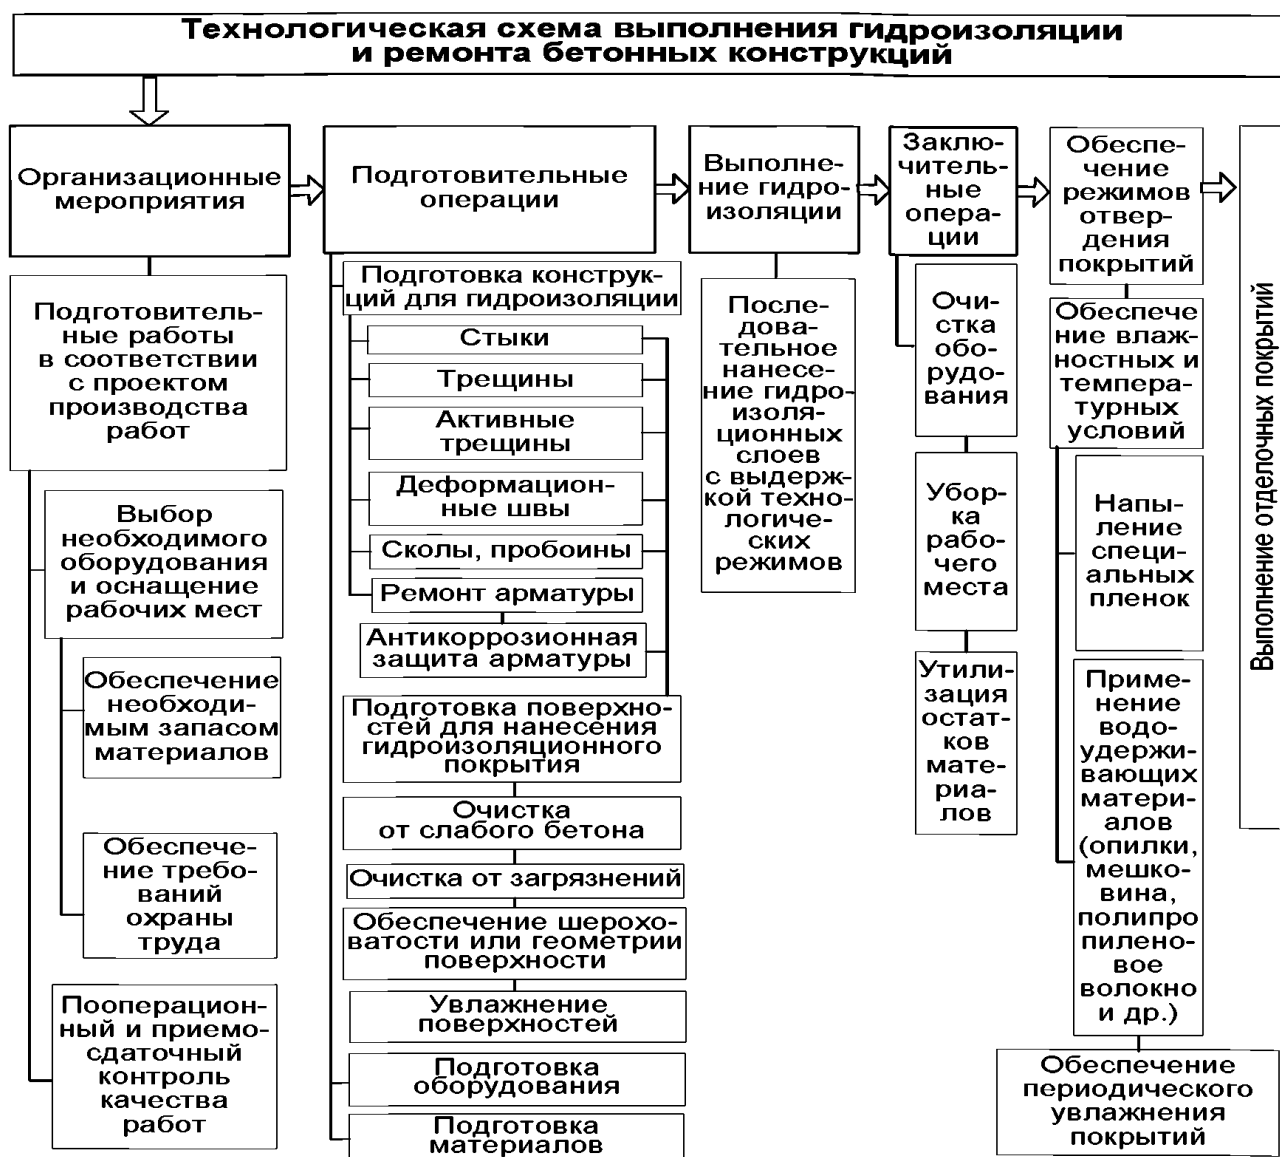 Технологическая схема выполнения гидроизоляции
и ремонта бетонных конструкций
Организационные
мероприятия
Подготовитель-
ные работы
в соответствии
с проектом
производства
работ
Выбор
необходимого
оборудования
и оснащение
рабочих мест
Обеспечение
необходи-
мым запасом
материалов
Обеспече-
ние требо-
ваний
охраны
труда
Пооперацион-
ный и приемо-
сдаточный
контроль
качества
работ
Подготовительные
операции
Подготовка конструк-
ций для гидроизоляции
Стыки
Трещины
Активные
трещины
Деформацион-
ные швы
Сколы, пробоины
Ремонт арматуры
Антикоррозионная
защита арматуры
Подготовка поверхно-
стей для нанесения
гидроизоляционного
покрытия
Очистка
от слабого бетона
Очистка от загрязнений
Обеспечение шерохо-
ватости или геометрии
поверхности
Увлажнение
поверхностей
Подготовка
оборудования
Подготовка
материалов
Выполне-
ние гидро-
изоляции
После-
дова-
тельное
нанесе-
ние гидро-
изоля-
ционных
слоев
с выдерж-
кой техно-
логиче-
ских
режимов
Заклю-
читель-
ные
опера-
ции
Очи-
стка
обо-
рудо-
вания
Убор-
ка
рабо-
чего
места
Утили-
зация
остат-
ков
мате-
риа-
лов
Обеспе-
чение
режимов
отвер-
дения
покрытий
Обеспече
ние влаж-
ностных и
темпера-
турных
условий
Напы-
ление
специ-
альных
пленок
Приме-
нение
водо-
удержи-
вающих
матери-
алов
(опилки,
мешко-
вина,
полипро
пилено-
вое
волокно
и др.)
Обеспечение
периодического
увлажнения
покрытий
Выполнение отделочных покрытий